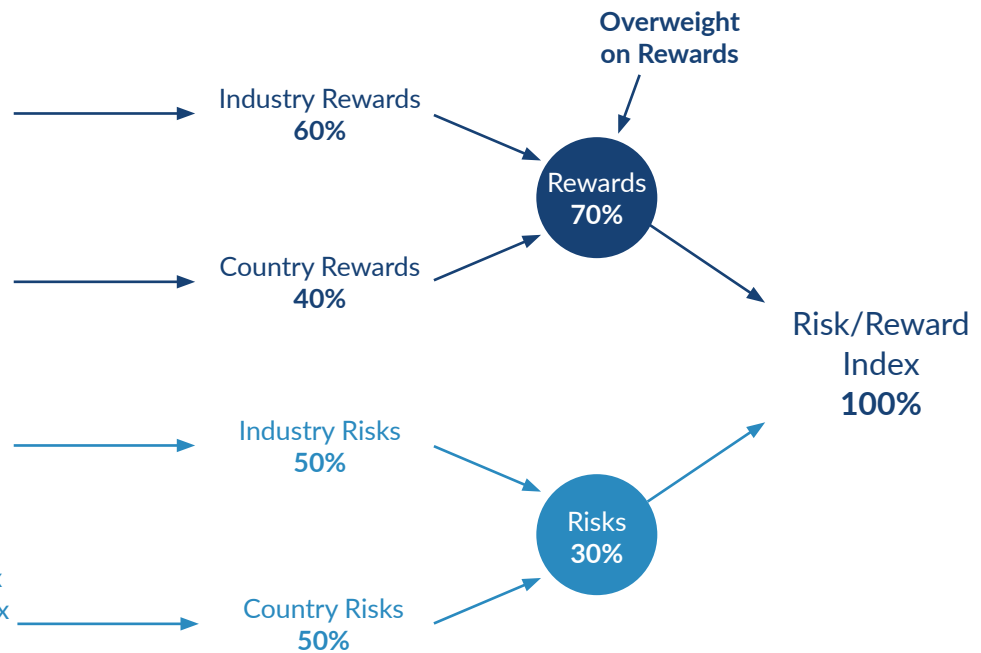 Overweight
on Rewards
Industry Rewards
60%
Rewards
70%
Country Rewards
40%
Risk/Reward
Index
100%
Industry Risks
50%
Risks
30%
Country Risks
50%